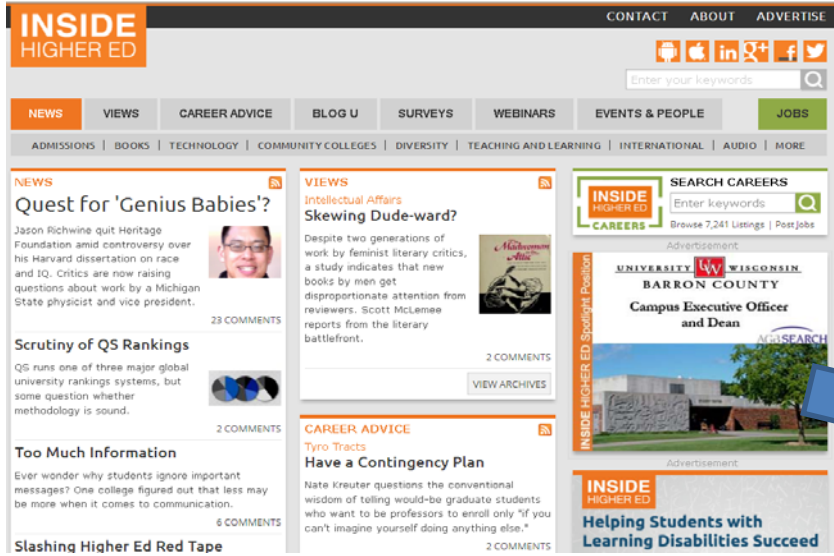 INSIDE
HIGHER ED
CONTACT ABOUT ADVERTISE
Enter your keywords
NEWS VIEWS CAREER ADVICE BLOG U SURVEYS WEBINARS EVENTS & PEOPLE JOBS
ADMISSIONS | BOOKS | TECHNOLOGY | COMMUNITY COLLEGES | DIVERSITY | TEACHING AND LEARNING | INTERNATIONAL | AUDIO | MORE
NEWS
Quest for 'Genius Babies'?
Jason Richwine quit Heritage
Foundation amid controversy over
his Harvard dissertation on race
and IQ. Critics are now raising
questions about work by a Michigan
State physicist and vice president.
23 COMMENTS
Scrutiny of QS Rankings
QS runs one of three major global
university rankings systems, but
some question whether
methodology is sound.
2 COMMENTS
Too Much Information
Ever wonder why students ignore important
messages? One college figured out that less may
be more when it comes to communication.
6 COMMENTS
Slashing Higher Ed Red Tape
VIEWS
Intellectual Affairs
Skewing Dude-ward?
Despite two generations of
work by feminist literary critics,
a study indicates that new
books by men get
disproportionate attention from
reviewers. Scott McLemee
reports from the literary
battlefront.
The
Madwoman
in the
Attic
2 COMMENTS
VIEW ARCHIVES
CAREER ADVICE
Tyro Tracts
Have a Contingency Plan
Nate Kreuter questions the conventional
wisdom of telling would-be graduate students
who want to be professors to enroll only "if you
can't imagine yourself doing anything else."
2 COMMENTS
INSIDE
HIGHER ED
CAREERS
SEARCH CAREERS
Enter keywords
Browse 7,241 Listings | Post Jobs
Advertisement
INSIDE HIGHER ED Spotlight Position
UNIVERSITY UW WISCONSIN
BARRON COUNTY
Campus Executive Officer
and Dean
AGB SEARCH
Advertisement
INSIDE
HIGHER ED
Helping Students with
Learning Disabilities Succeed